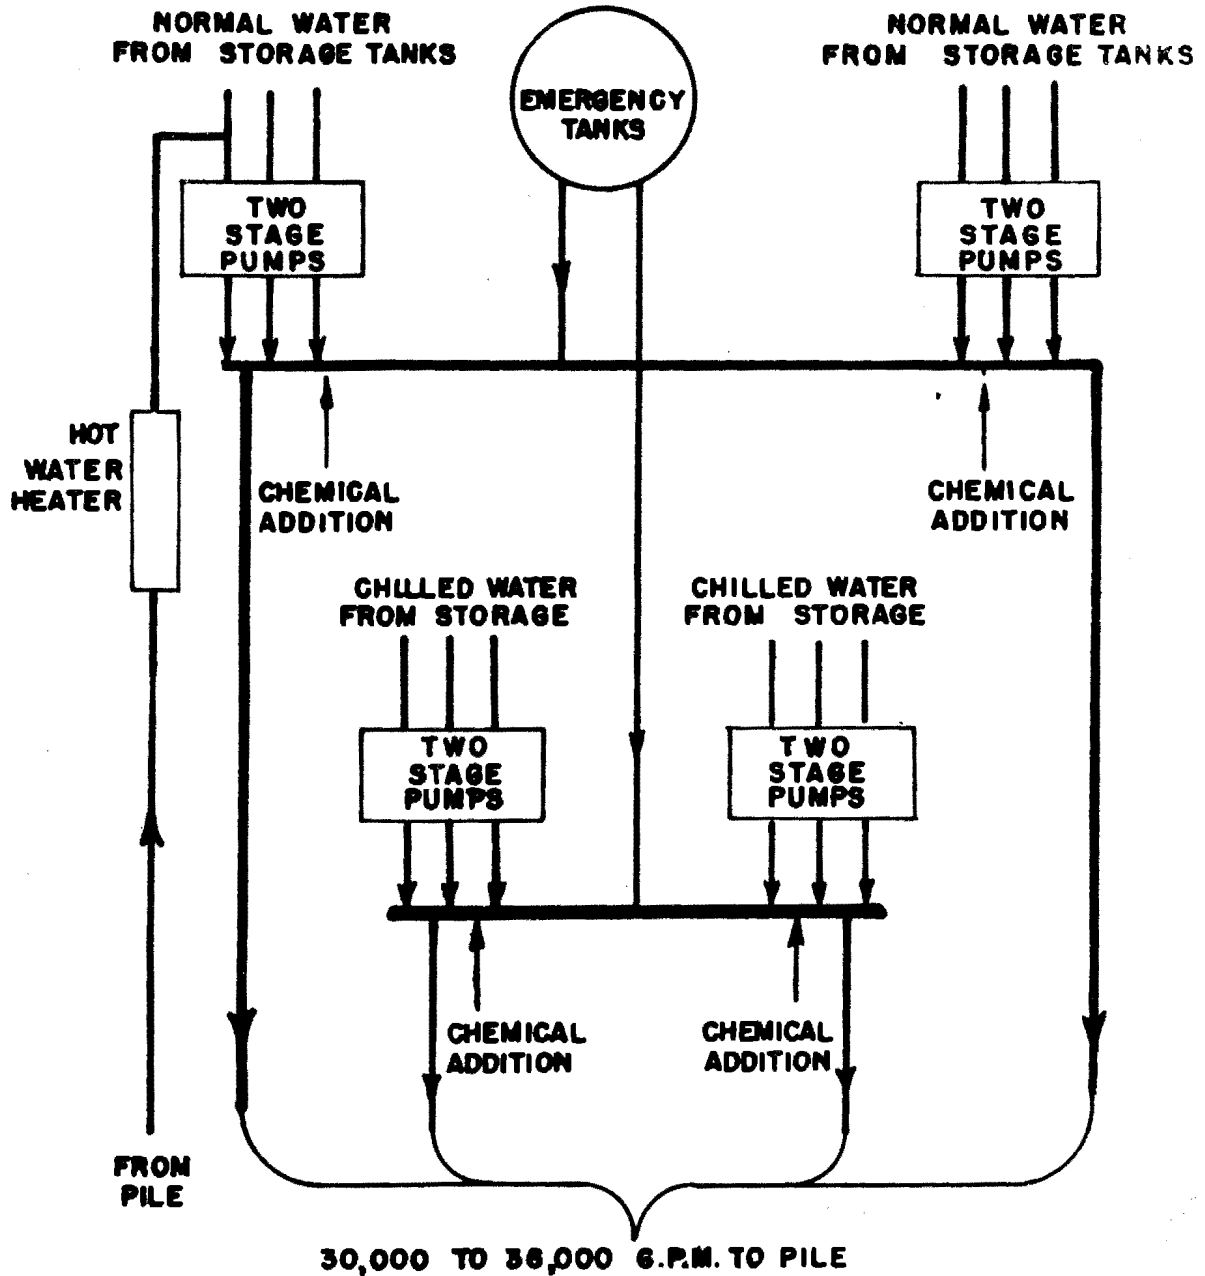 NORMAL WATER
FROM STORAGE TANKS
EMERGENCY
TANKS
NORMAL WATER
FROM STORAGE TANKS
TWO
STAGE
PUMPS
TWO
STAGE
PUMPS
HOT
WATER
HEATER
CHEMICAL
ADDITION
CHEMICAL
ADDITION
CHILLED WATER
FROM STORAGE
CHILLED WATER
FROM STORAGE
TWO
STAGE
PUMPS
TWO
STAGE
PUMPS
CHEMICAL
ADDITION
CHEMICAL
ADDITION
FROM
PILE
30,000 TO 36,000 G.P.M. TO PILE